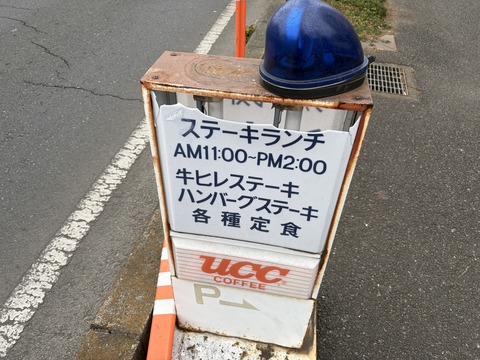 ステーキランチ
AM11:00~PM2:00
牛ヒレステーキ
ハンバーグステーキ
各種定食
UCC
COFFEE
P